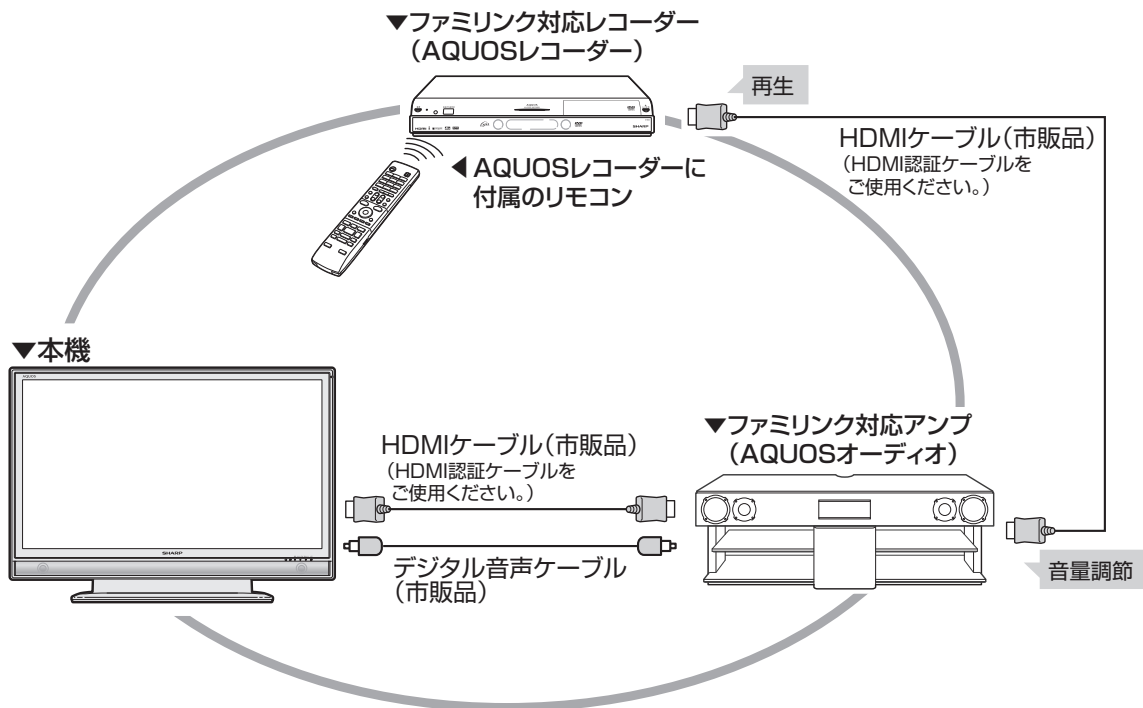 ▼ファミリンク対応レコーダー
（AQUOSレコーダー）
再生
HDMIケーブル（市販品）
（HDMI認証ケーブルを
ご使用ください。）
◀AQUOSレコーダーに
付属のリモコン
SHARP
▼本機
AQUOS
SHARP
HDMIケーブル（市販品）
（HDMI認証ケーブルを
ご使用ください。）
デジタル音声ケーブル
（市販品）
▼ファミリンク対応アンプ
（AQUOSオーディオ）
音量調節